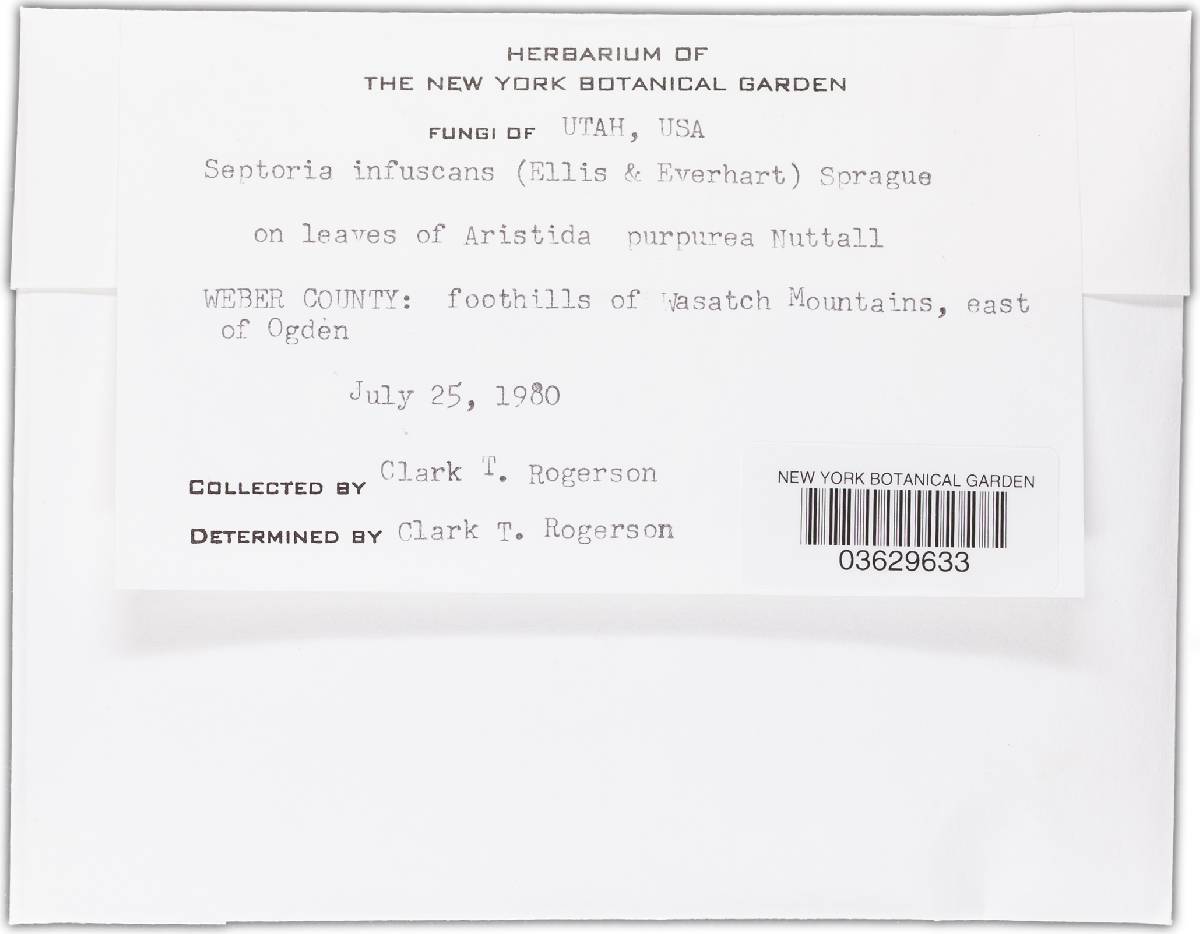 HERBARIUM OF
THE NEW YORK BOTANICAL GARDEN
FUNGI OF UTAH, USA
Septoria infuscans (Ellis & Everhart) Sprague
on leaves of Aristida purpurea Nuttall
WEBER COUNTY: foothills of Wasatch Mountains, east
of Ogden
July 25, 1980
COLLECTED BY Clark T. Rogerson
DETERMINED BY Clark T. Rogerson
NEW YORK BOTANICAL GARDEN
03629633